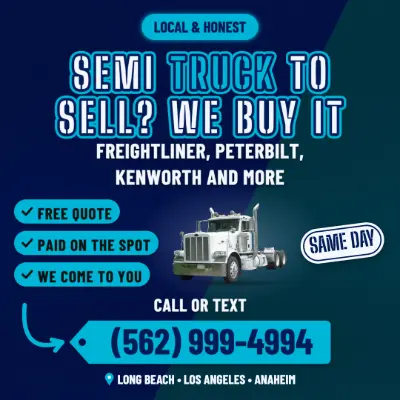 LOCAL & HONEST
SEMI TRUCK TO
SELL? WE BUY IT
FREIGHTLINER, PETERBILT,
KENWORTH AND MORE
FREE QUOTE
PAID ON THE SPOT
WE COME TO YOU
SAME DAY
CALL OR TEXT
(562) 999-4994
LONG BEACH • LOS ANGELES • ANAHEIM